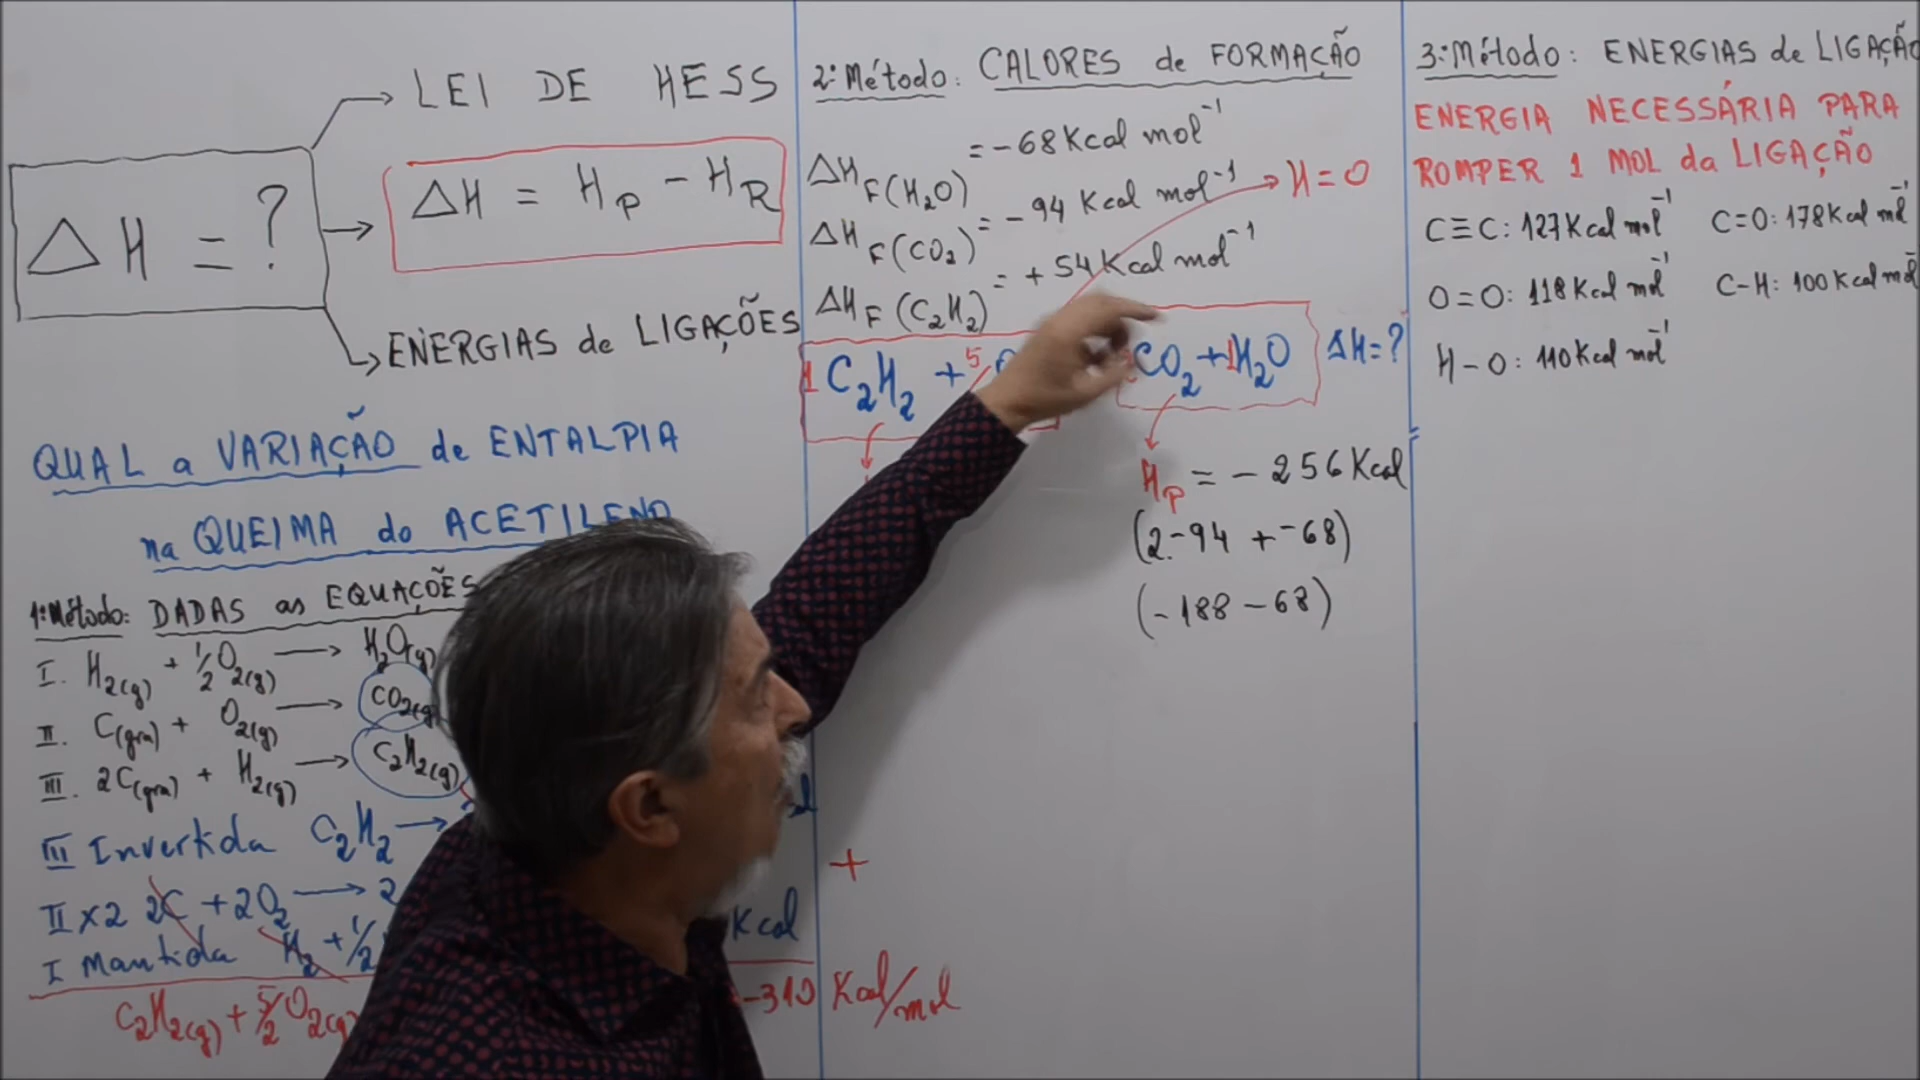 LEI DE HESS
ΔH = ?
ΔH = HP - HR
ENERGIAS de LIGAÇÕES
QUAL a VARIAÇÃO de ENTALPIA
na QUEIMA do ACETILENO
1º Método: DADAS as EQUAÇÕES
I. H2(g) + 1/2 O2(g) → H2O(g)
II. C(gra) + O2(g) → CO2(g)
III. 2C(gra) + H2(g) → C2H2(g)
III Invertida C2H2 →
II x2 2C + 2O2 → 2
I Mantida H2 + 1/2
Kcal
+
C2H2(g) + 5/2 O2(g)
-310 Kcal/mol
2º Método: CALORES de FORMAÇÃO
ΔHF(H2O) = -68 Kcal mol⁻¹
ΔHF(CO2) = -94 Kcal mol⁻¹
H = 0
ΔHF(C2H2) = +54 Kcal mol⁻¹
1C2H2 + 5/ CO2 + 1H2O ΔH = ?
HP = -256 Kcal
(2.-94 + -68)
(-188 - 68)
3º Método: ENERGIAS de LIGAÇÃO
ENERGIA NECESSÁRIA PARA
ROMPER 1 MOL da LIGAÇÃO
C≡C: 127 Kcal mol⁻¹ C=O: 178 Kcal mol⁻¹
O=O: 118 Kcal mol⁻¹ C-H: 100 Kcal mol⁻
H-O: 110 Kcal mol⁻¹